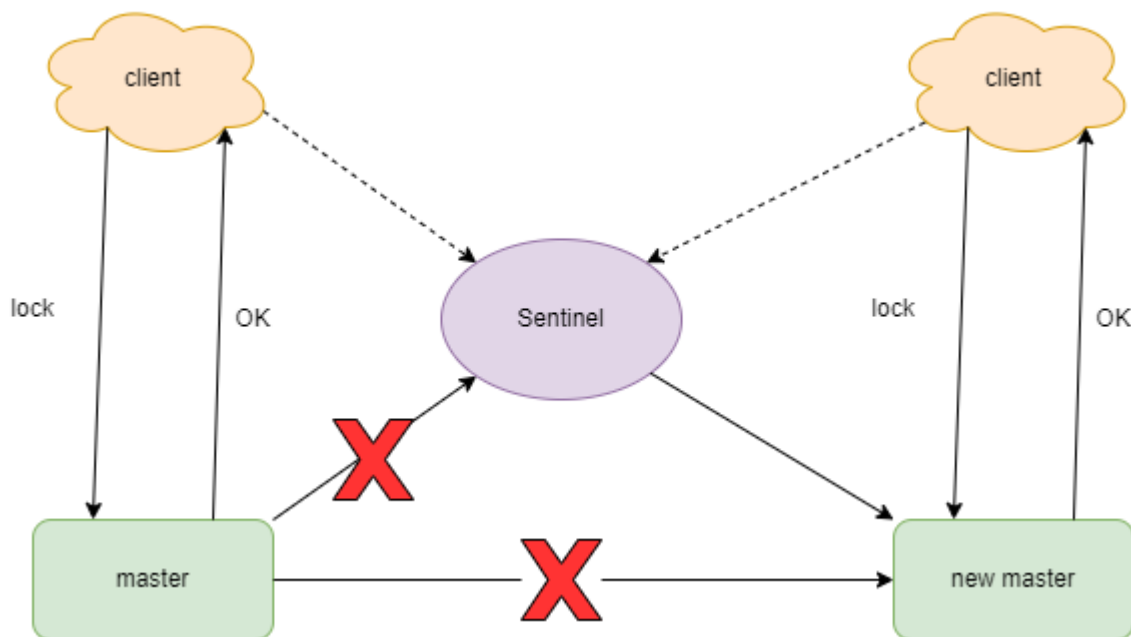 client
client
lock
OK
Sentinel
lock
OK
master
new master